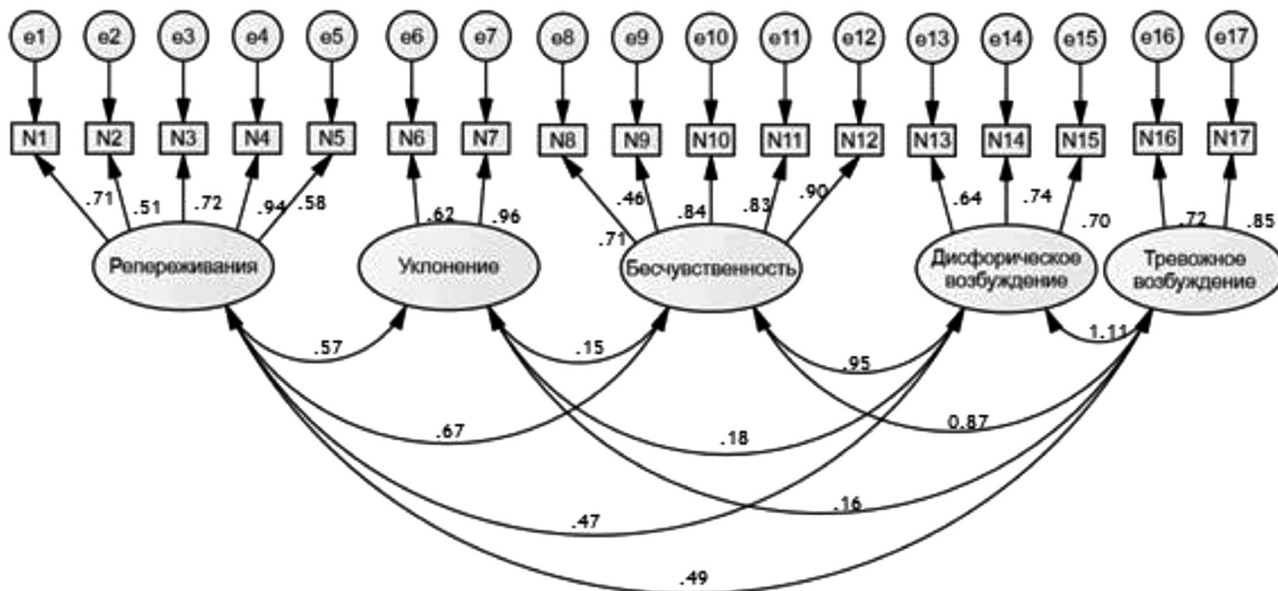 e1 e2 e3 e4 e5 e6 e7 e8 e9 e10 e11 e12 e13 e14 e15 e16 e17
N1 N2 N3 N4 N5 N6 N7 N8 N9 N10 N11 N12 N13 N14 N15 N16 N17
.71 .51 .72 .94 .58 .62 .96 .71 .46 .84 .83 .90 .64 .74 .70 .72 .85
Репереживания
Уклонение
Бесчувственность
Дисфорическое
возбуждение
Тревожное
возбуждение
.57
.15
.95
1.11
.67
.18
0.87
.47
.16
.49